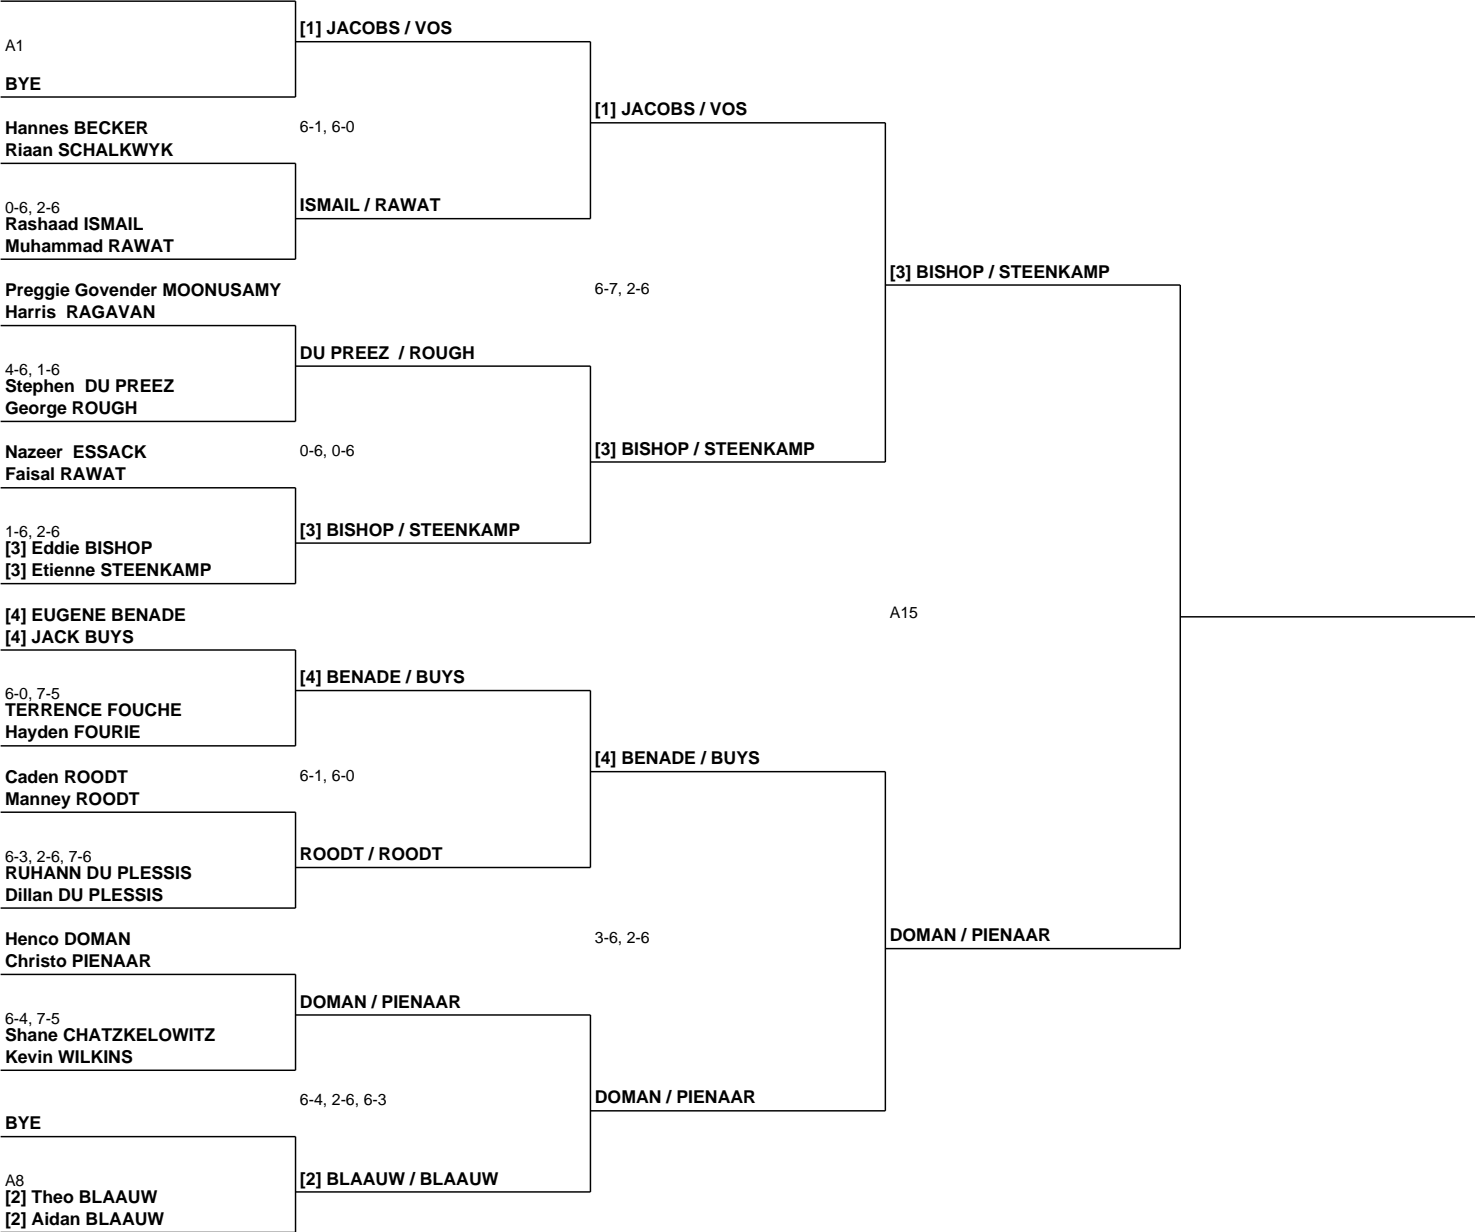 A1
BYE
Hannes BECKER
Riaan SCHALKWYK
0-6, 2-6
Rashaad ISMAIL
Muhammad RAWAT
Preggie Govender MOONUSAMY
Harris  RAGAVAN
4-6, 1-6
Stephen  DU PREEZ
George ROUGH
Nazeer  ESSACK
Faisal RAWAT
1-6, 2-6
[3] Eddie BISHOP
[3] Etienne STEENKAMP
[4] EUGENE BENADE
[4] JACK BUYS
6-0, 7-5
TERRENCE FOUCHE
Hayden FOURIE
Caden ROODT
Manney ROODT
6-3, 2-6, 7-6
RUHANN DU PLESSIS
Dillan DU PLESSIS
Henco DOMAN
Christo PIENAAR
6-4, 7-5
Shane CHATZKELOWITZ
Kevin WILKINS
BYE
A8
[2] Theo BLAAUW
[2] Aidan BLAAUW
[1] JACOBS / VOS
6-1, 6-0
ISMAIL / RAWAT
DU PREEZ  / ROUGH
0-6, 0-6
[3] BISHOP / STEENKAMP
[4] BENADE / BUYS
6-1, 6-0
ROODT / ROODT
DOMAN / PIENAAR
6-4, 2-6, 6-3
[2] BLAAUW / BLAAUW
[1] JACOBS / VOS
6-7, 2-6
[3] BISHOP / STEENKAMP
[4] BENADE / BUYS
3-6, 2-6
DOMAN / PIENAAR
[3] BISHOP / STEENKAMP
A15
DOMAN / PIENAAR